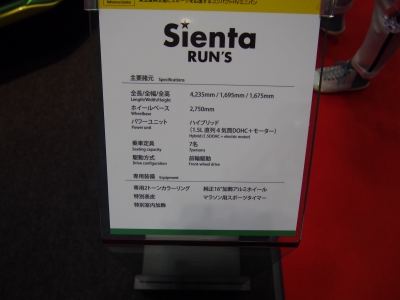 Sienta
RUN'S
主要諸元 Specifications
全長/全幅/全高 4,235mm / 1,695mm / 1,675mm
Length/Width/Height
ホイールベース 2,750mm
Wheelbase
パワーユニット ハイブリッド
Power unit (1.5L 直列4気筒DOHC+モーター)
Hybrid (1.5DOHC + electric motor)
乗車定員 7名
Seating capacity 7persons
駆動方式 前輪駆動
Drive configuration Front-wheel drive
専用装備 Equipment
専用2トーンカラーリング 純正16"加飾アルミホイール
特別表皮 マラソン用スポーツタイマー
特別室内加飾